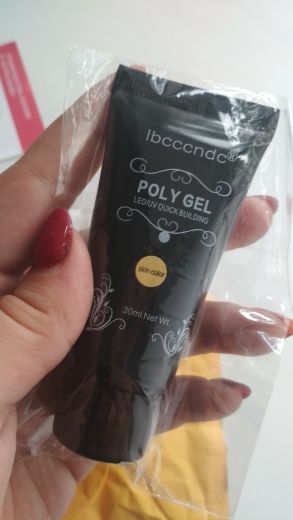 ibcccndc®
POLY GEL
LED/UV QUICK BUILDING
skin color
30ml Net Wt.